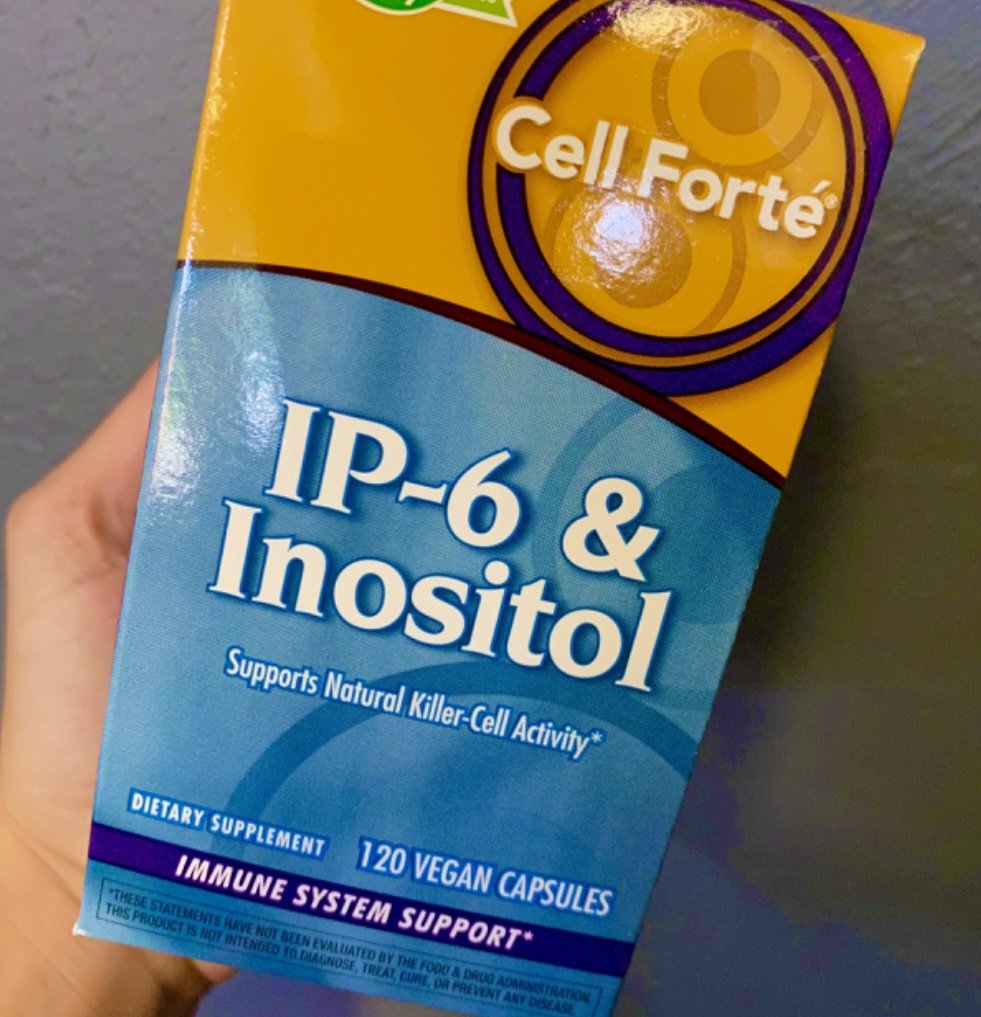 Cell Forté®
IP-6 &
Inositol
Supports Natural Killer-Cell Activity*
DIETARY SUPPLEMENT
120 VEGAN CAPSULES
IMMUNE SYSTEM SUPPORT*
*THESE STATEMENTS HAVE NOT BEEN EVALUATED BY THE FOOD & DRUG ADMINISTRATION.
THIS PRODUCT IS NOT INTENDED TO DIAGNOSE, TREAT, CURE, OR PREVENT ANY DISEASE.